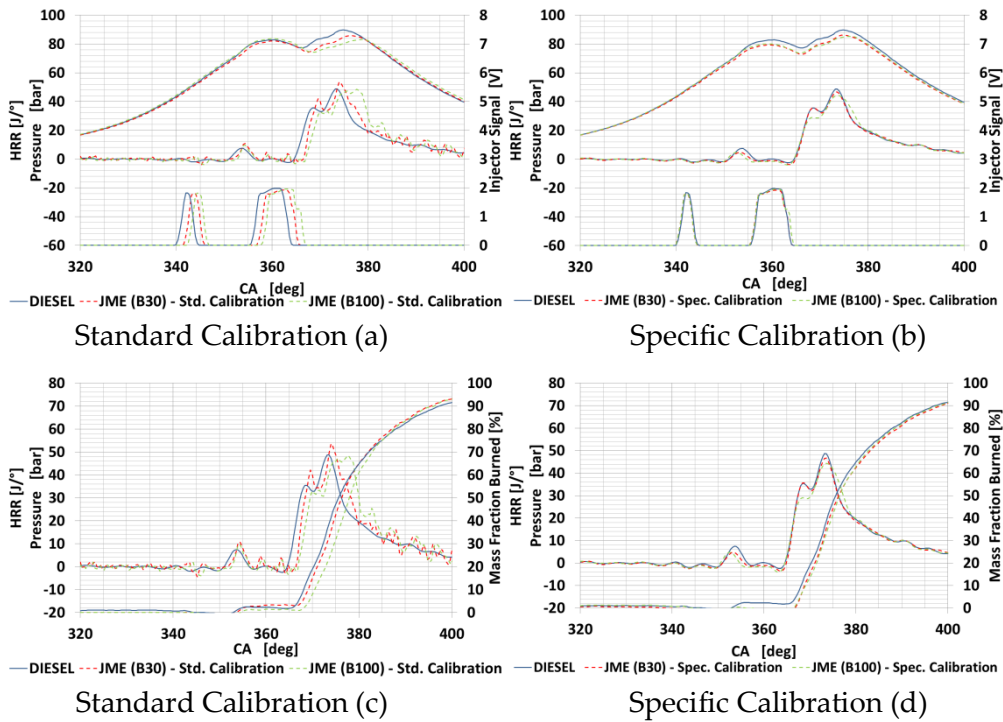 HRR [J/°]
Pressure [bar]
100
80
60
40
20
0
-20
-40
-60
8
7
6
5
4
3
2
1
0
Injector Signal [V]
320 340 360 380 400
CA [deg]
DIESEL JME (B30) - Std. Calibration JME (B100) - Std. Calibration
Standard Calibration (a)
HRR [J/°]
Pressure [bar]
100
80
60
40
20
0
-20
-40
-60
8
7
6
5
4
3
2
1
0
Injector Signal [V]
320 340 360 380 400
CA [deg]
DIESEL JME (B30) - Spec. Calibration JME (B100) - Spec. Calibration
Specific Calibration (b)
HRR [J/°]
Pressure [bar]
80
70
60
50
40
30
20
10
0
-10
-20
100
90
80
70
60
50
40
30
20
10
0
Mass Fraction Burned [%]
320 340 360 380 400
CA [deg]
DIESEL JME (B30) - Std. Calibration JME (B100) - Std. Calibration
Standard Calibration (c)
HRR [J/°]
Pressure [bar]
80
70
60
50
40
30
20
10
0
-10
-20
100
90
80
70
60
50
40
30
20
10
0
Mass Fraction Burned [%]
320 340 360 380 400
CA [deg]
DIESEL JME (B30) - Spec. Calibration JME (B100) - Spec. Calibration
Specific Calibration (d)